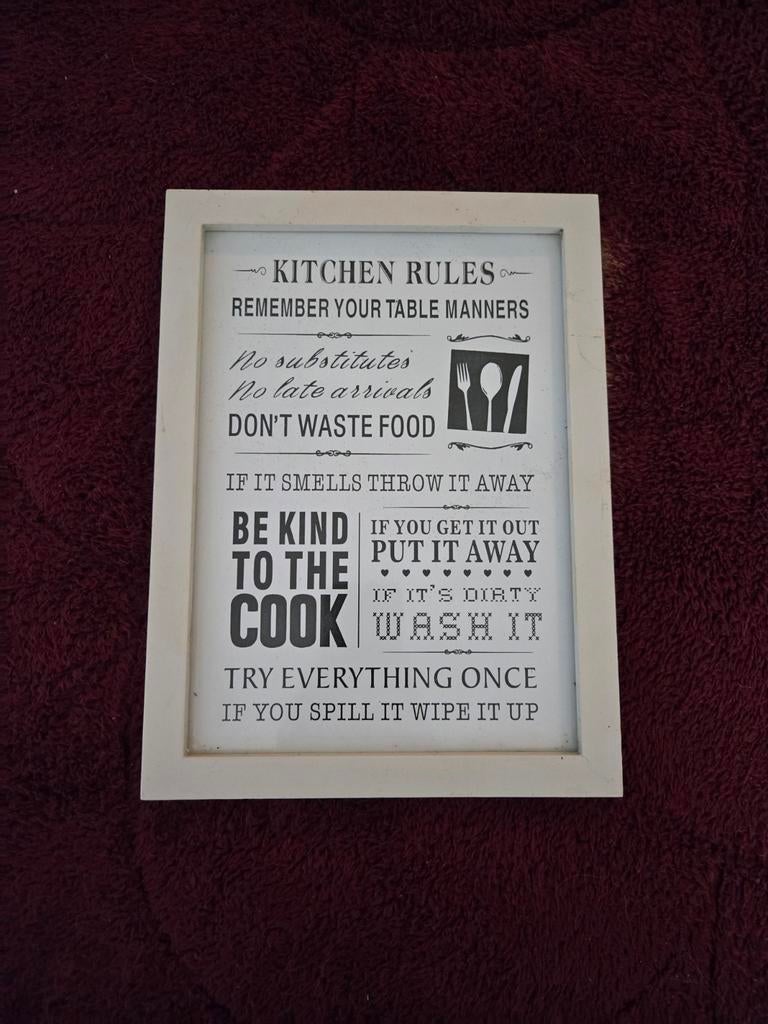 KITCHEN RULES
REMEMBER YOUR TABLE MANNERS
No substitutes
No late arrivals
DON'T WASTE FOOD
IF IT SMELLS THROW IT AWAY
BE KIND
TO THE
COOK
IF YOU GET IT OUT
PUT IT AWAY
IF IT'S DIRTY
WASH IT
TRY EVERYTHING ONCE
IF YOU SPILL IT WIPE IT UP